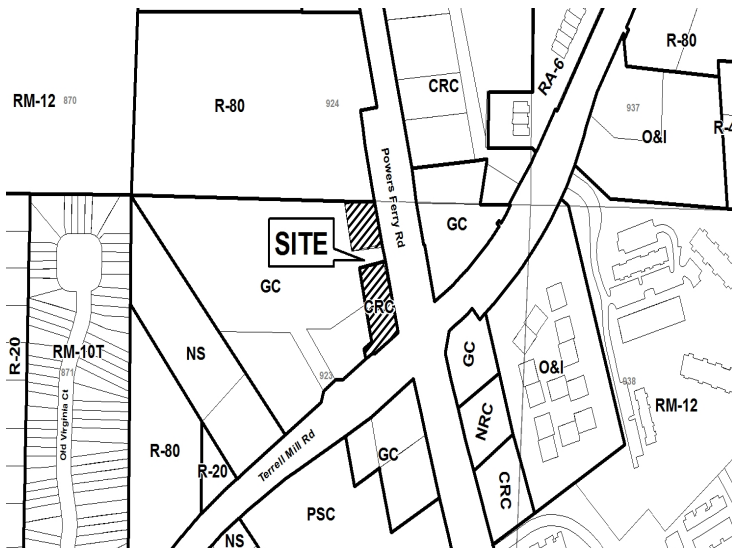 R-80
RM-12 870
R-80
924
CRC
RA-6
937
O&I
R-4
Powers Ferry Rd
GC
SITE
GC
CRC
R-20
RM-10T
871
Old Virginia Ct
NS
923
GC
O&I
938
RM-12
NRC
R-80
R-20
Terrell Mill Rd
GC
CRC
PSC
NS